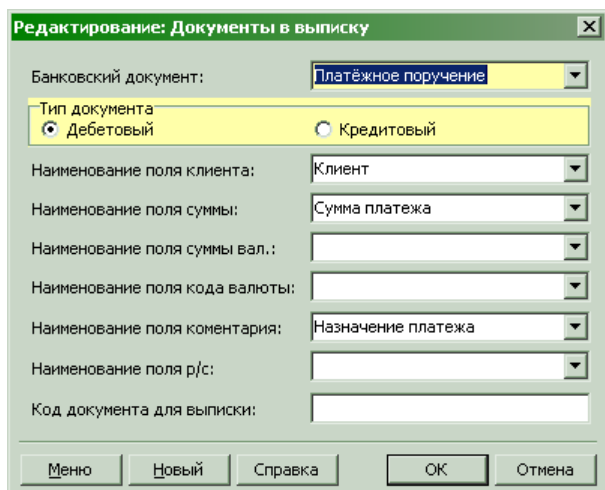 Редактирование: Документы в выписку
Банковский документ: Платёжное поручение
Тип документа
Дебетовый Кредитовый
Наименование поля клиента: Клиент
Наименование поля суммы: Сумма платежа
Наименование поля суммы вал.:
Наименование поля кода валюты:
Наименование поля коментария: Назначение платежа
Наименование поля р/с:
Код документа для выписки:
Меню Новый Справка ОК Отмена